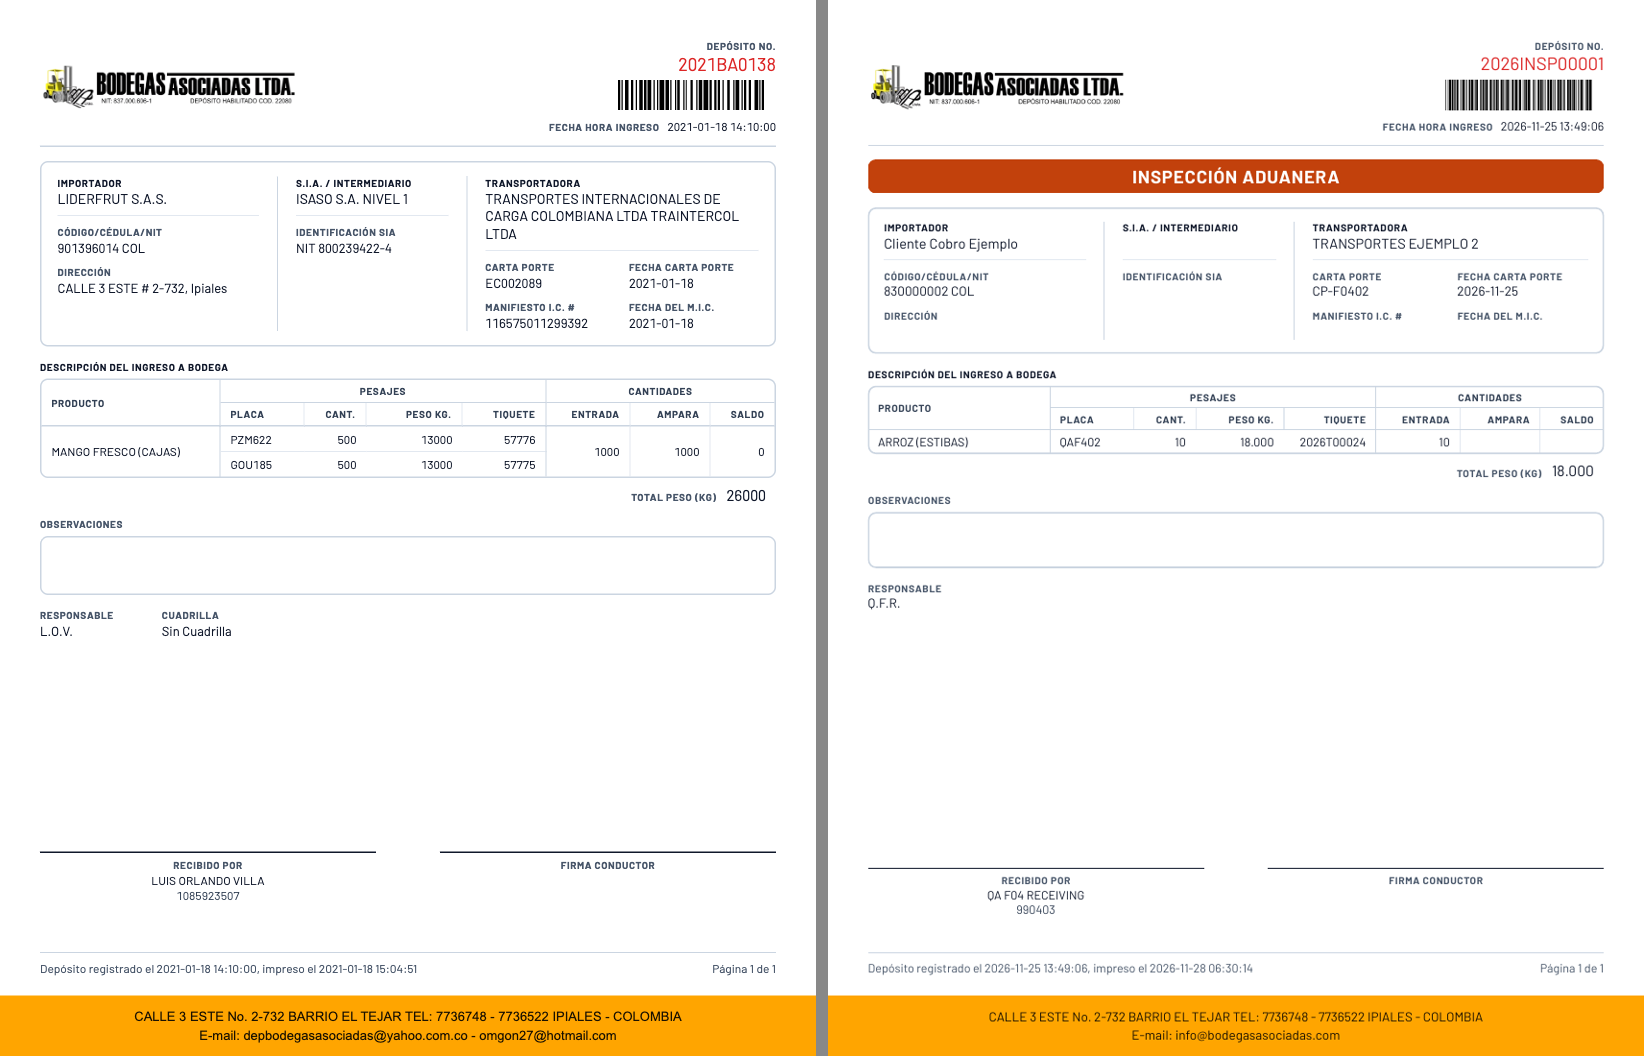 DEPÓSITO NO.
2021BA0138
BODEGAS ASOCIADAS LTDA.
NIT: 837.000.606-1 DEPÓSITO HABILITADO COD. 22080
FECHA HORA INGRESO 2021-01-18 14:10:00
IMPORTADOR
LIDERFRUT S.A.S.
CÓDIGO/CÉDULA/NIT
901396014 COL
DIRECCIÓN
CALLE 3 ESTE # 2-732, Ipiales
S.I.A. / INTERMEDIARIO
ISASO S.A. NIVEL 1
IDENTIFICACIÓN SIA
NIT 800239422-4
TRANSPORTADORA
TRANSPORTES INTERNACIONALES DE
CARGA COLOMBIANA LTDA TRAINTERCOL
LTDA
CARTA PORTE FECHA CARTA PORTE
EC002089 2021-01-18
MANIFIESTO I.C. # FECHA DEL M.I.C.
116575011299392 2021-01-18
DESCRIPCIÓN DEL INGRESO A BODEGA
PRODUCTO PESAJES CANTIDADES
PLACA CANT. PESO KG. TIQUETE ENTRADA AMPARA SALDO
MANGO FRESCO (CAJAS) PZM622 500 13000 57776 1000 1000 0
GOU185 500 13000 57775
TOTAL PESO (KG) 26000
OBSERVACIONES
RESPONSABLE CUADRILLA
L.O.V. Sin Cuadrilla
RECIBIDO POR FIRMA CONDUCTOR
LUIS ORLANDO VILLA
1085923507
Depósito registrado el 2021-01-18 14:10:00, impreso el 2021-01-18 15:04:51 Página 1 de 1
CALLE 3 ESTE No. 2-732 BARRIO EL TEJAR TEL: 7736748 - 7736522 IPIALES - COLOMBIA
E-mail: depbodegasasociadas@yahoo.com.co - omgon27@hotmail.com
DEPÓSITO NO.
2026INSP00001
BODEGAS ASOCIADAS LTDA.
NIT: 837.000.606-1 DEPÓSITO HABILITADO COD. 22080
FECHA HORA INGRESO 2026-11-25 13:49:06
INSPECCIÓN ADUANERA
IMPORTADOR
Cliente Cobro Ejemplo
CÓDIGO/CÉDULA/NIT
830000002 COL
DIRECCIÓN
S.I.A. / INTERMEDIARIO
IDENTIFICACIÓN SIA
TRANSPORTADORA
TRANSPORTES EJEMPLO 2
CARTA PORTE FECHA CARTA PORTE
CP-F0402 2026-11-25
MANIFIESTO I.C. # FECHA DEL M.I.C.
DESCRIPCIÓN DEL INGRESO A BODEGA
PRODUCTO PESAJES CANTIDADES
PLACA CANT. PESO KG. TIQUETE ENTRADA AMPARA SALDO
ARROZ (ESTIBAS) QAF402 10 18.000 2026T00024 10
TOTAL PESO (KG) 18.000
OBSERVACIONES
RESPONSABLE
Q.F.R.
RECIBIDO POR FIRMA CONDUCTOR
QA F04 RECEIVING
990403
Depósito registrado el 2026-11-25 13:49:06, impreso el 2026-11-28 06:30:14 Página 1 de 1
CALLE 3 ESTE No. 2-732 BARRIO EL TEJAR TEL: 7736748 - 7736522 IPIALES - COLOMBIA
E-mail: info@bodegasasociadas.com